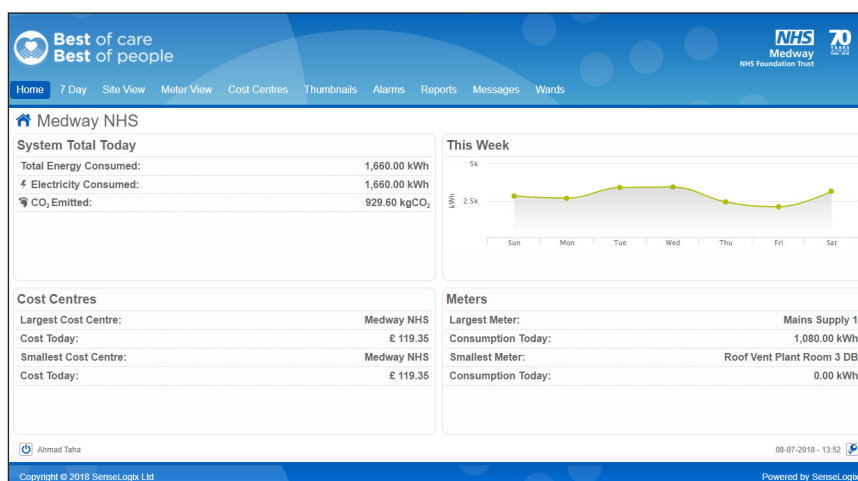 Best of care
Best of people
NHS
Medway
NHS Foundation Trust
70
YEARS
Home 7 Day Site View Meter View Cost Centres Thumbnails Alarms Reports Messages Wards
Medway NHS
System Total Today
Total Energy Consumed: 1,660.00 kWh
Electricity Consumed: 1,660.00 kWh
CO₂ Emitted: 929.60 kgCO₂
This Week
5k
2.5k
kWh
Sun Mon Tue Wed Thu Fri Sat
Cost Centres
Largest Cost Centre: Medway NHS
Cost Today: £ 119.35
Smallest Cost Centre: Medway NHS
Cost Today: £ 119.35
Meters
Largest Meter: Mains Supply 1
Consumption Today: 1,080.00 kWh
Smallest Meter: Roof Vent Plant Room 3 DB
Consumption Today: 0.00 kWh
Ahmad Taha
08-07-2018 - 13:52
Copyright © 2018 SenseLogix Ltd
Powered by SenseLogix